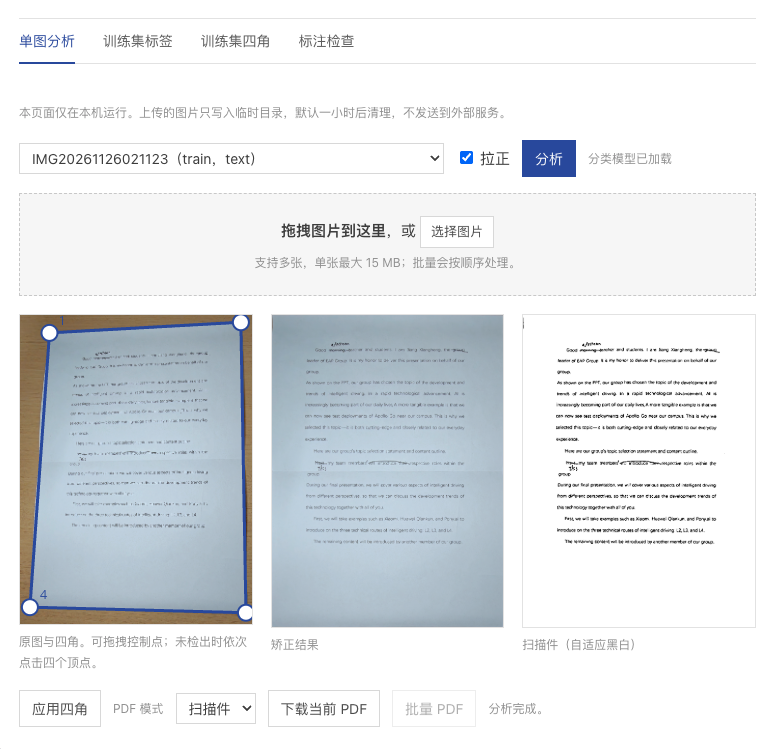 单图分析 训练集标签 训练集四角 标注检查
本页面仅在本机运行。上传的图片只写入临时目录，默认一小时后清理，不发送到外部服务。
IMG20261126021123（train，text） 拉正 分析 分类模型已加载
拖拽图片到这里，或 选择图片
支持多张，单张最大 15 MB；批量会按顺序处理。
4
原图与四角。可拖拽控制点；未检出时依次
点击四个顶点。
矫正结果
Good teacher and students. I am Jiang Xianghong, the group
leader of EAP Group. It is my honor to deliver this presentation on behalf of our
group.
As shown on the PPT, our group has chosen the topic of the development and
trends of intelligent driving. As a rapid technological advancement, AI is
increasingly becoming part of our daily lives. A more tangible example is that we
can now see test deployments of Apollo Go near our campus. This is why we
selected this topic—it is both cutting-edge and closely related to our everyday
experience.
Here are our group's topic selection statement and content outline.
my team members within the
group.
During our final presentation, we will cover various aspects of intelligent driving
from different perspectives, so that we can discuss the development trends of
this technology together with all of you.
First, we will take examples such as Xiaomi, Huawei Qiankun, and Ponyai to
introduce on the three technical routes of intelligent driving: L2, L3, and L4.
The remaining content will be introduced by another member of our group.
扫描件（自适应黑白）
应用四角 PDF 模式 扫描件 下载当前 PDF 批量 PDF 分析完成。